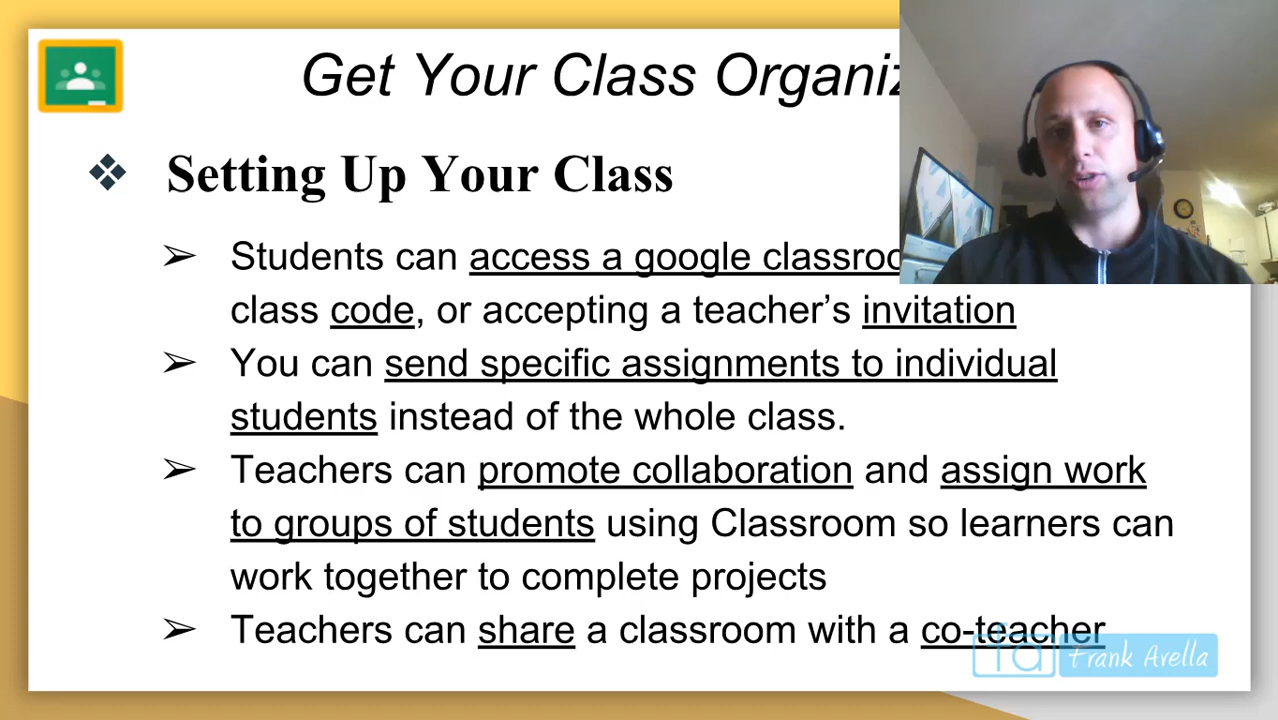 Get Your Class
Setting Up Your Class
Students can access a google
class code, or accepting a teacher’s invitation
You can send specific assignments to individual
students instead of the whole class.
Teachers can promote collaboration and assign work
to groups of students using Classroom so learners can
work together to complete projects
Teachers can share a classroom with a co-teacher
fa Frank Avella